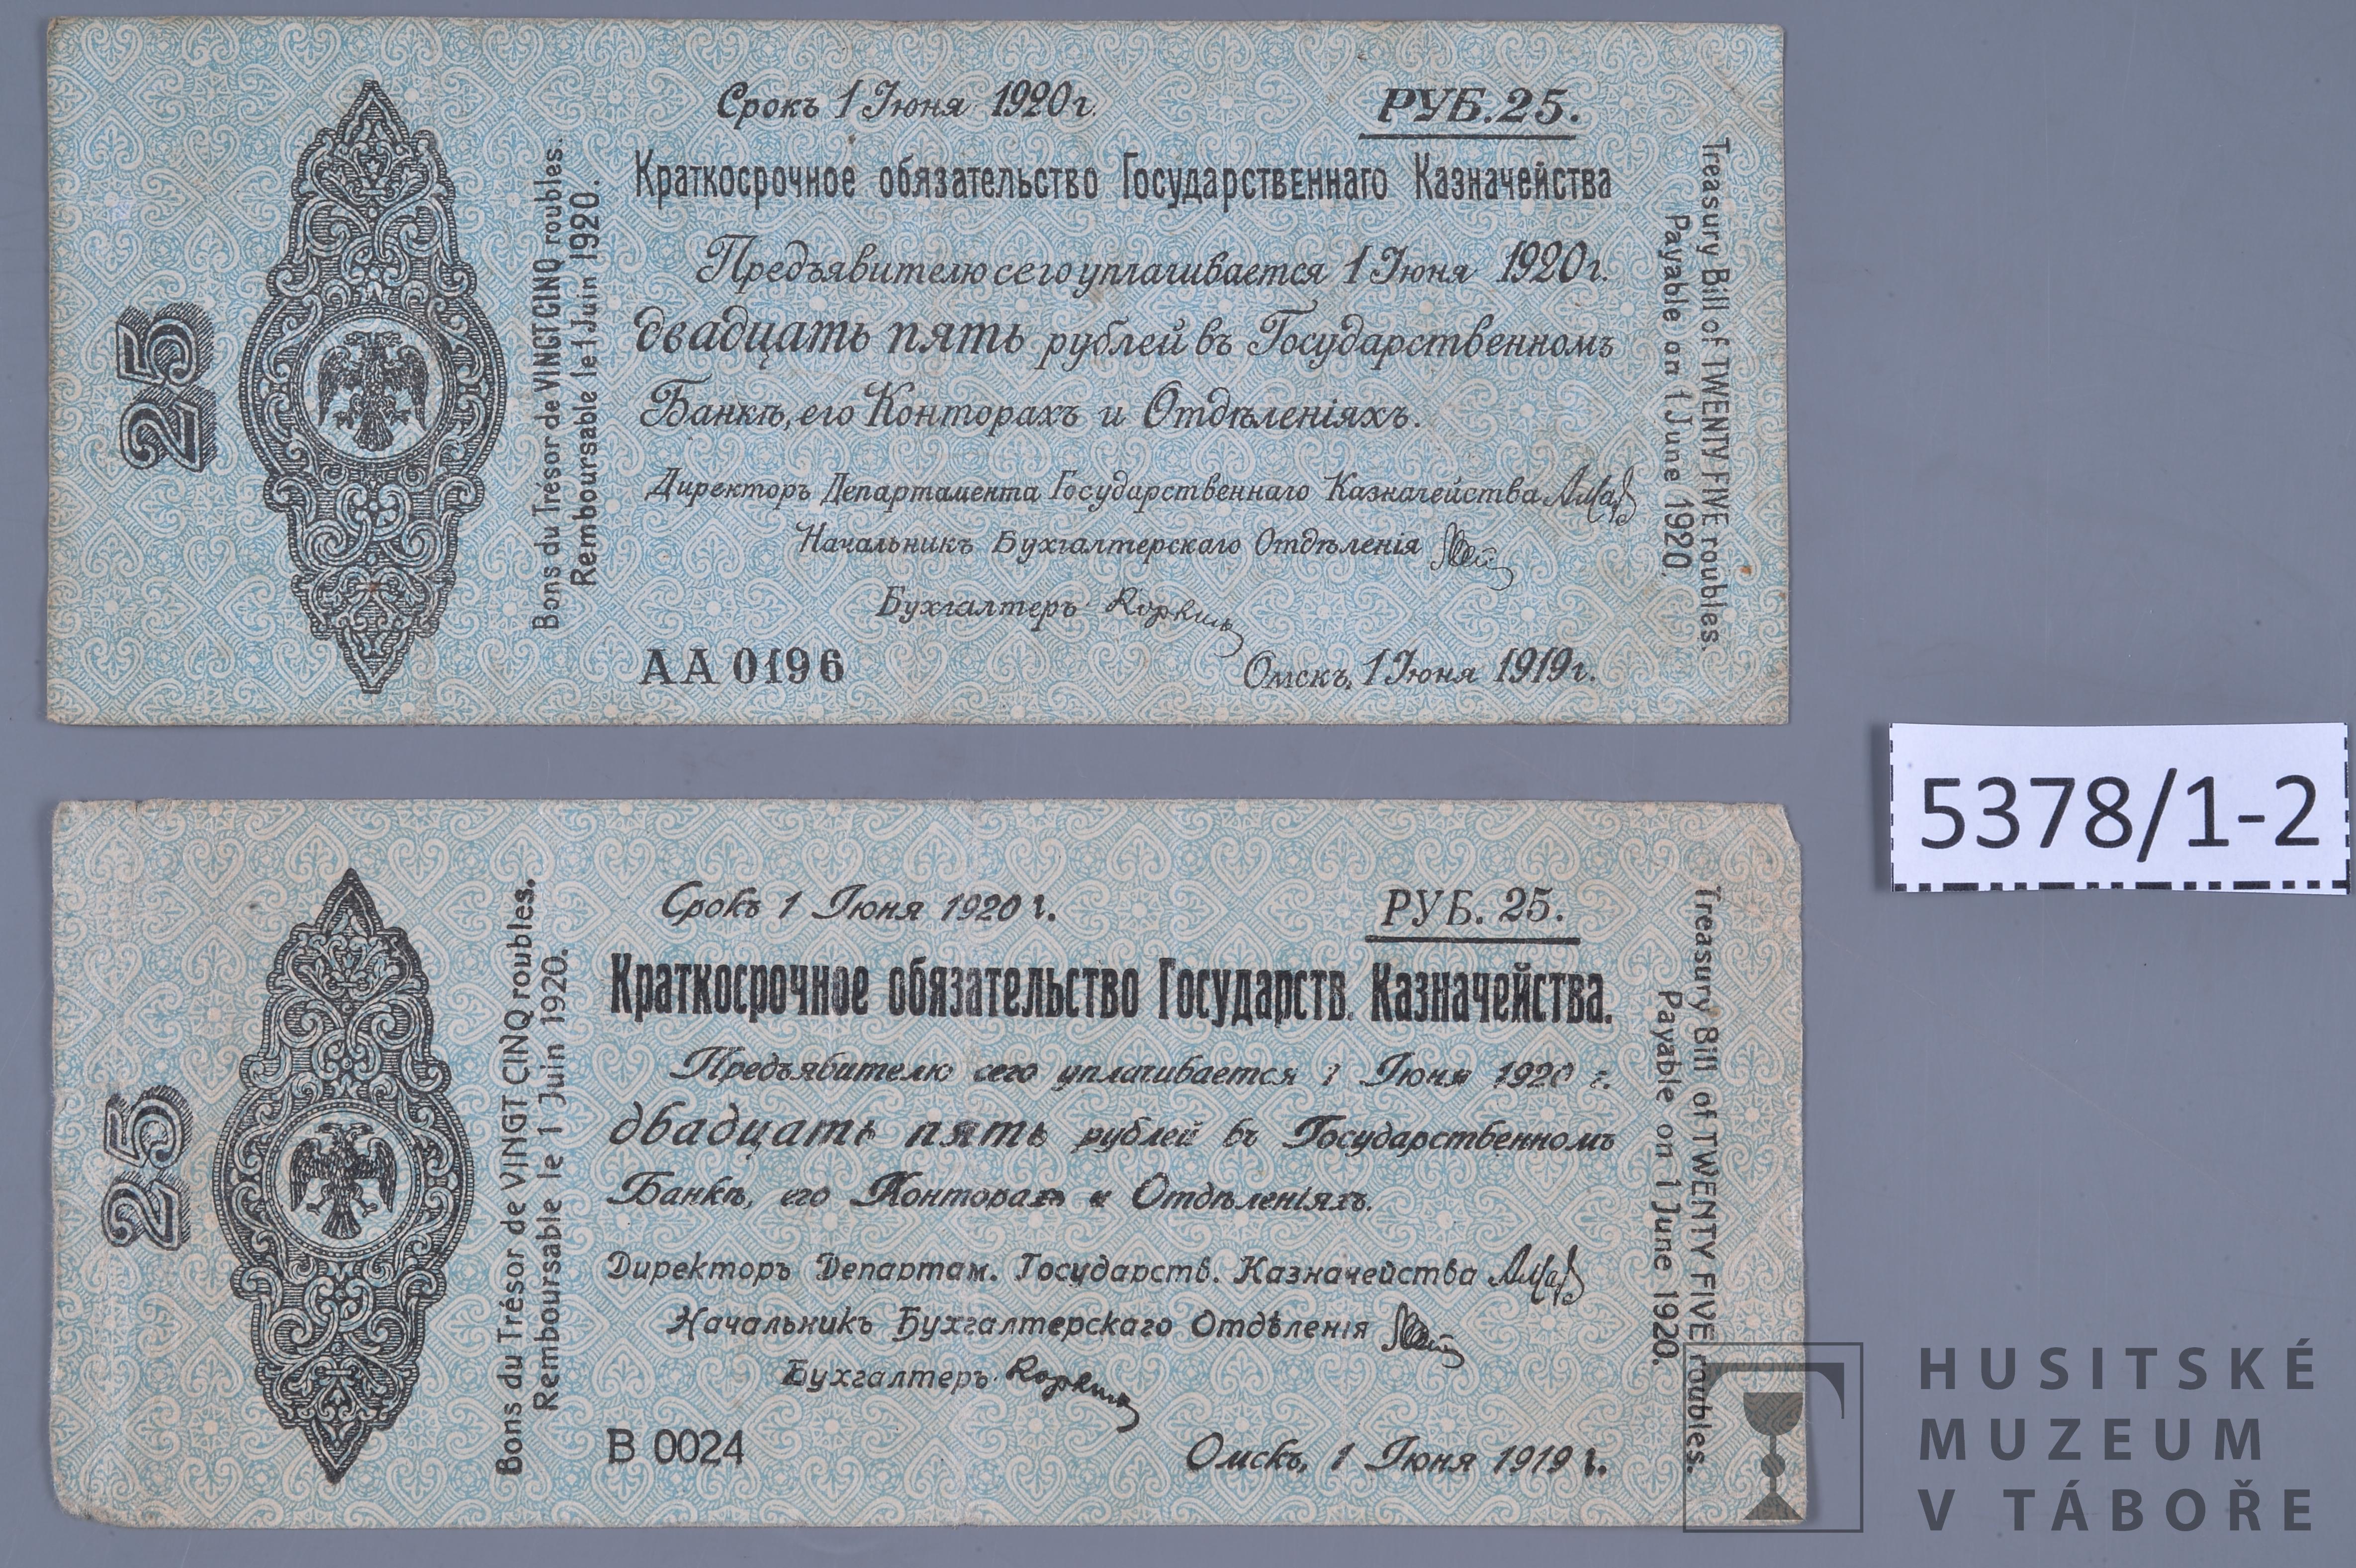 Срокъ 1 Іюня 1920 г.
РУБ. 25.
Краткосрочное обязательство Государственнаго Казначейства
Предъявителю сего уплачивается 1 Іюня 1920 г.
двадцать пять рублей въ Государственномъ
Банкѣ, его Конторахъ и Отдѣленіяхъ.
Директоръ Департамента Государственнаго Казначейства
Начальникъ Бухгалтерскаго Отдѣленія
Бухгалтеръ
АА 0196
Омскъ, 1 Іюня 1919 г.
25
Bons du Trésor de VINGT CINQ roubles.
Remboursable le 1 Juin 1920.
Treasury Bill of TWENTY FIVE roubles.
Payable on 1 June 1920.
5378/1-2
Срокъ 1 Іюня 1920 г.
РУБ. 25.
Краткосрочное обязательство Государств. Казначейства.
Предъявителю сего уплачивается 1 Іюня 1920 г.
двадцать пять рублей въ Государственномъ
Банкѣ, его Конторахъ и Отдѣленіяхъ.
Директоръ Департам. Государств. Казначейства
Начальникъ Бухгалтерскаго Отдѣленія
Бухгалтеръ
В 0024
Омскъ, 1 Іюня 1919 г.
25
Bons du Trésor de VINGT CINQ roubles.
Remboursable le 1 Juin 1920.
Treasury Bill of TWENTY FIVE roubles.
Payable on 1 June 1920.
HUSITSKÉ
MUZEUM
V TÁBOŘE